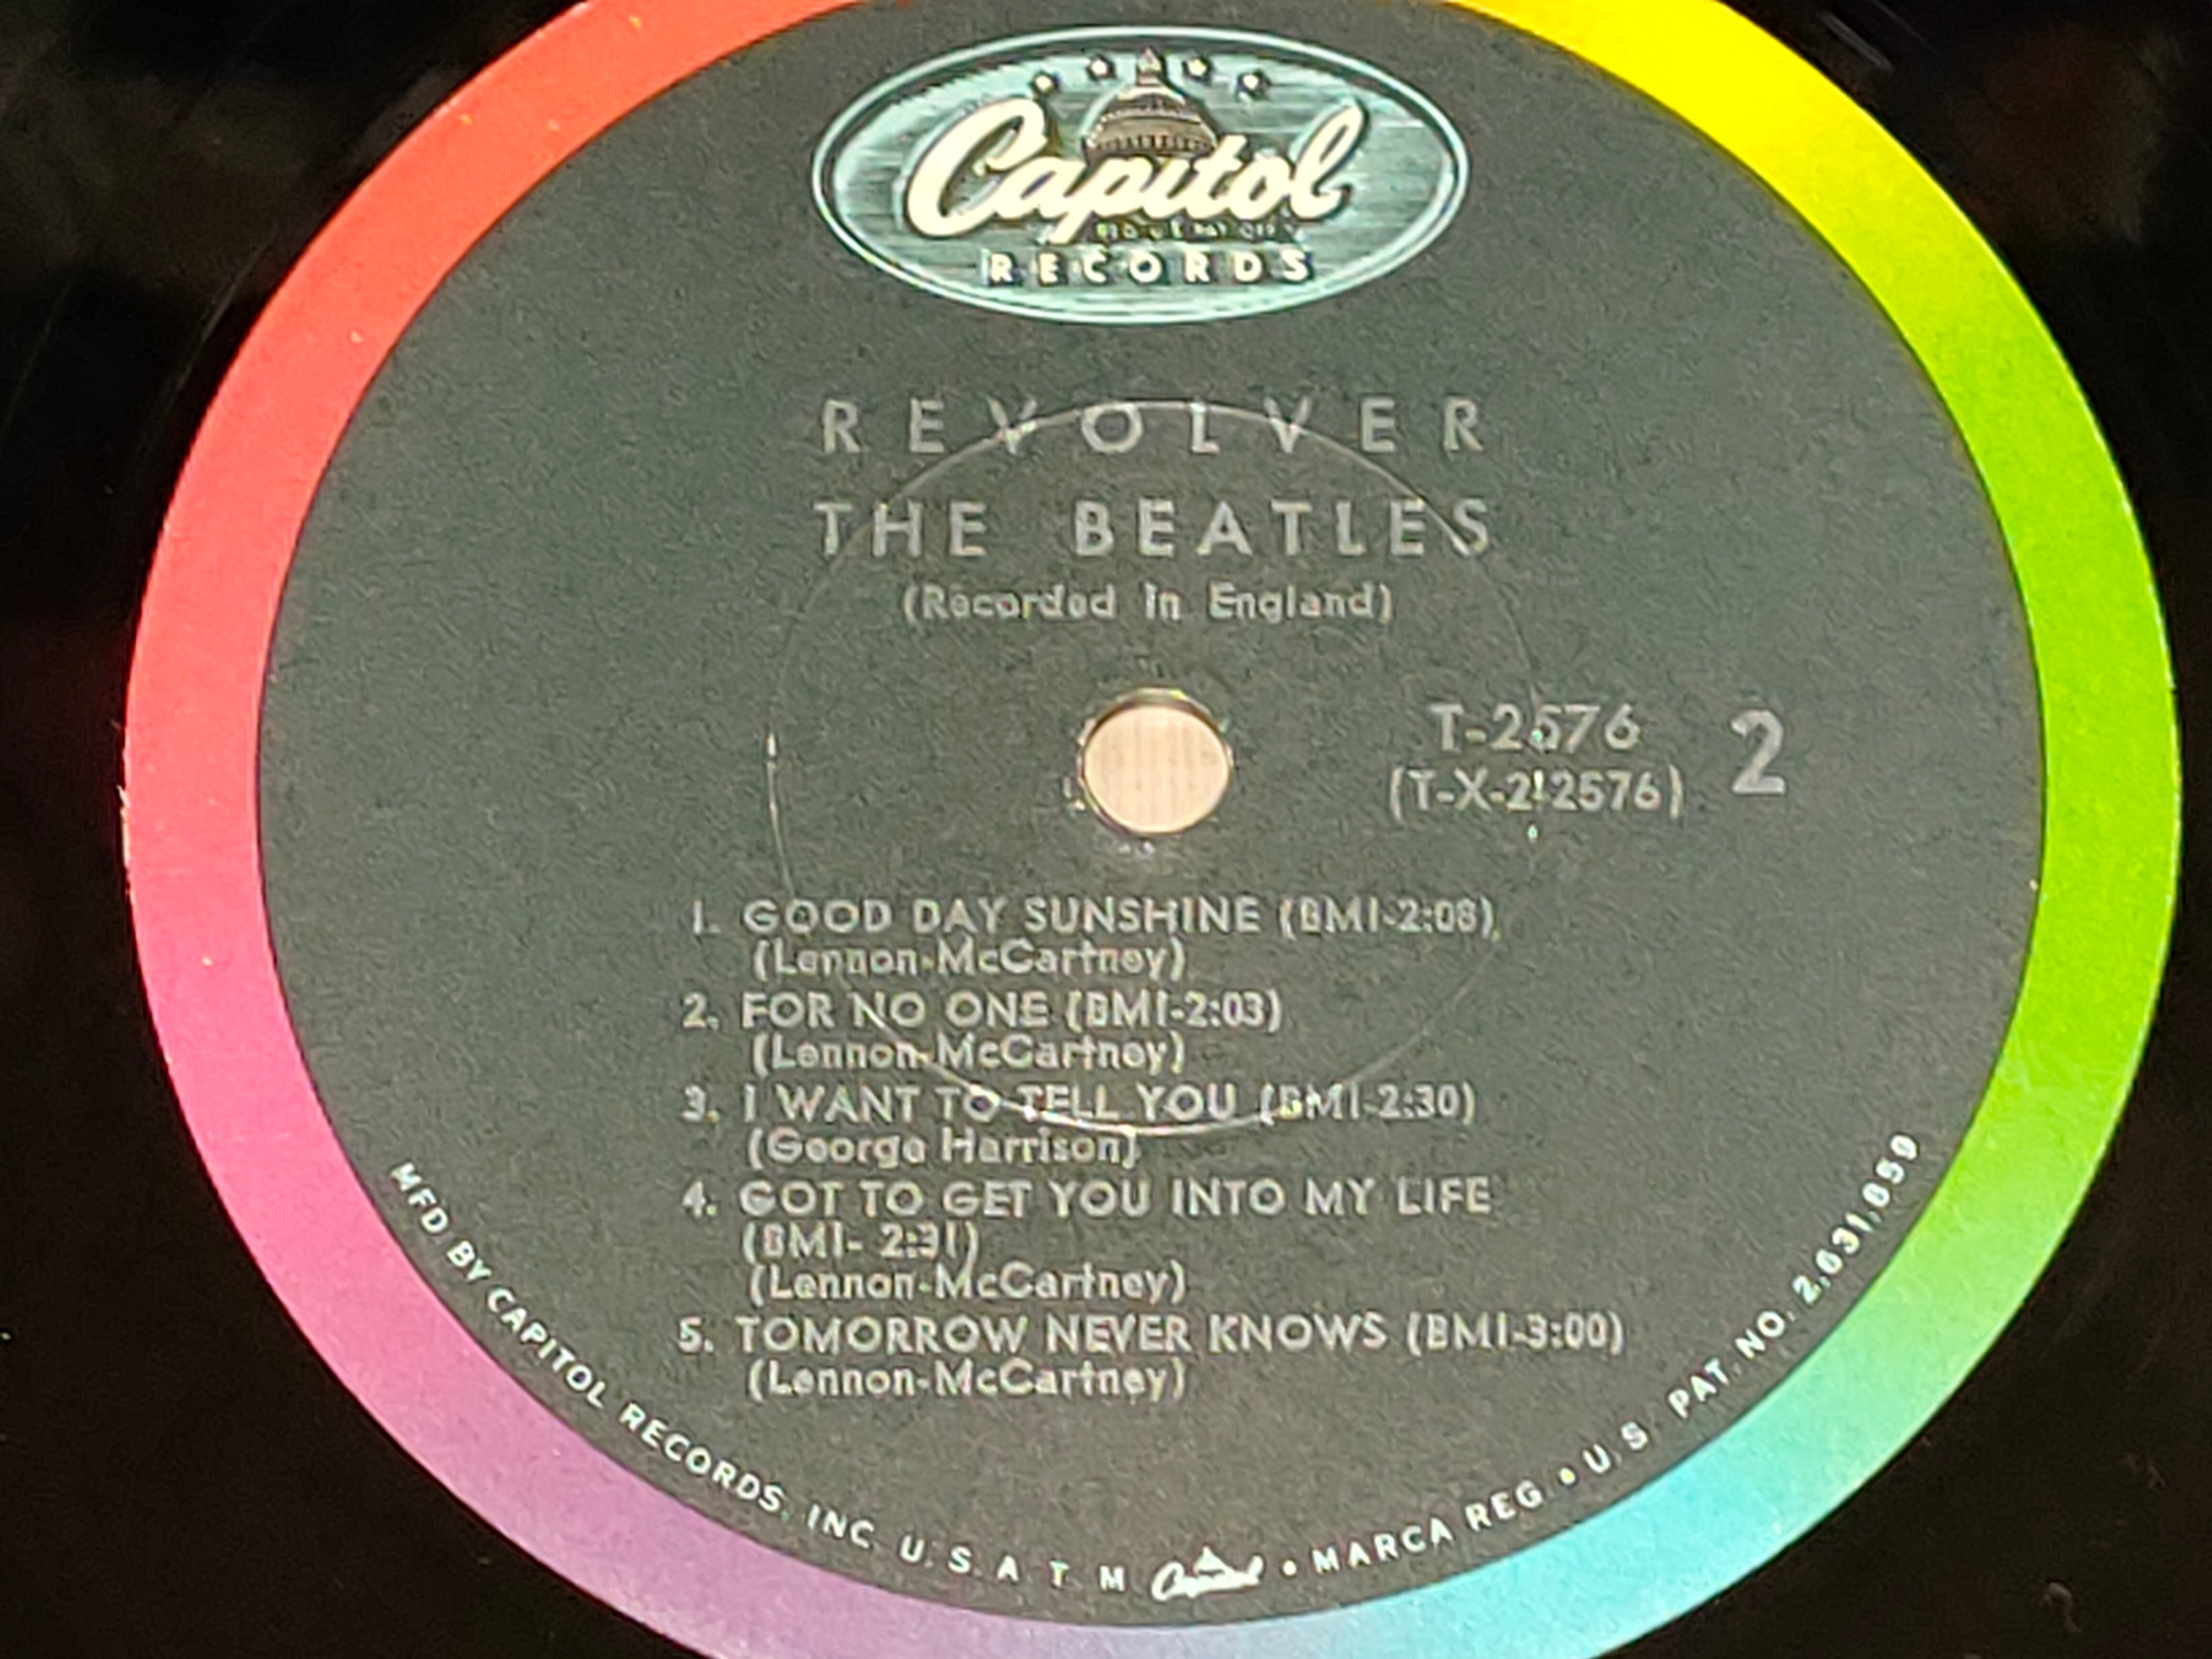 Capitol
RECORDS
REVOLVER
THE BEATLES
(Recorded in England)
T-2576
(T-X-2-2576)
2
1. GOOD DAY SUNSHINE (BMI-2:08)
(Lennon-McCartney)
2. FOR NO ONE (BMI-2:03)
(Lennon-McCartney)
3. I WANT TO TELL YOU (BMI-2:30)
(George Harrison)
4. GOT TO GET YOU INTO MY LIFE
(BMI- 2:31)
(Lennon-McCartney)
5. TOMORROW NEVER KNOWS (BMI-3:00)
(Lennon-McCartney)
MFD BY CAPITOL RECORDS, INC. U.S.A. T.M. Capitol • MARCA REG. • U.S. PAT. NO. 2,631,859